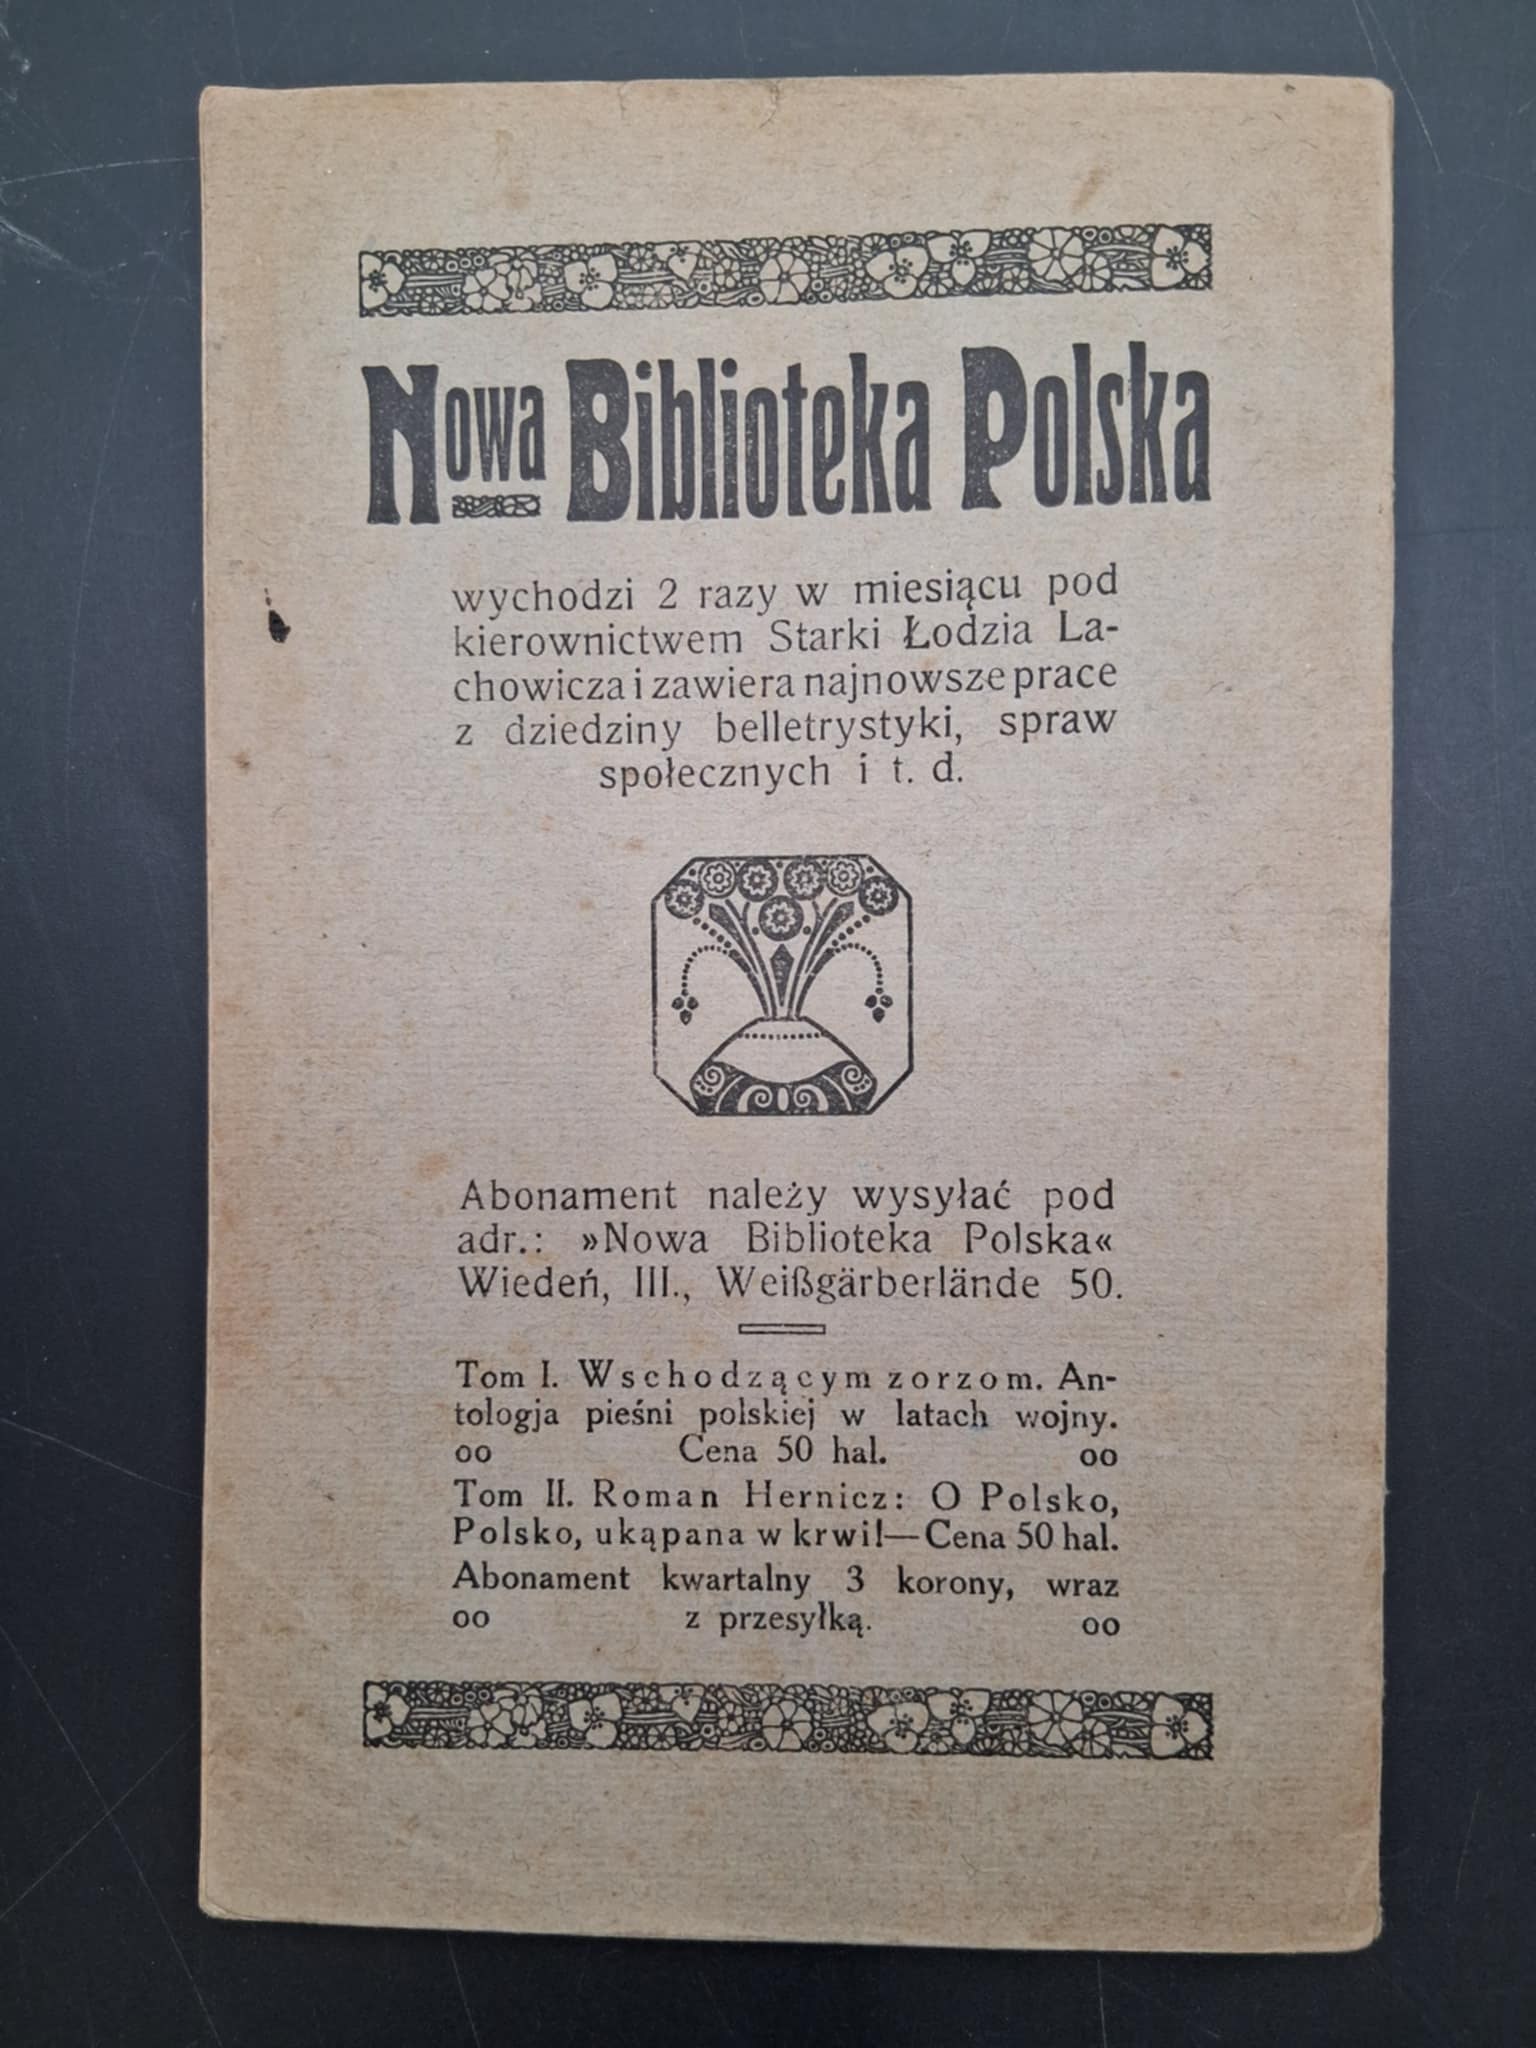 Nowa Biblioteka Polska
wychodzi 2 razy w miesiącu pod
kierownictwem Starki Łodzia La-
chowicza i zawiera najnowsze prace
z dziedziny belletrystyki, spraw
społecznych i t. d.
Abonament należy wysyłać pod
adr.: »Nowa Biblioteka Polska«
Wiedeń, III., Weißgärberlände 50.
Tom I. Wschodzącym zorzom. An-
tologja pieśni polskiej w latach wojny.
oo Cena 50 hal. oo
Tom II. Roman Hernicz: O Polsko,
Polsko, ukąpana w krwi!—Cena 50 hal.
Abonament kwartalny 3 korony, wraz
oo z przesyłką. oo